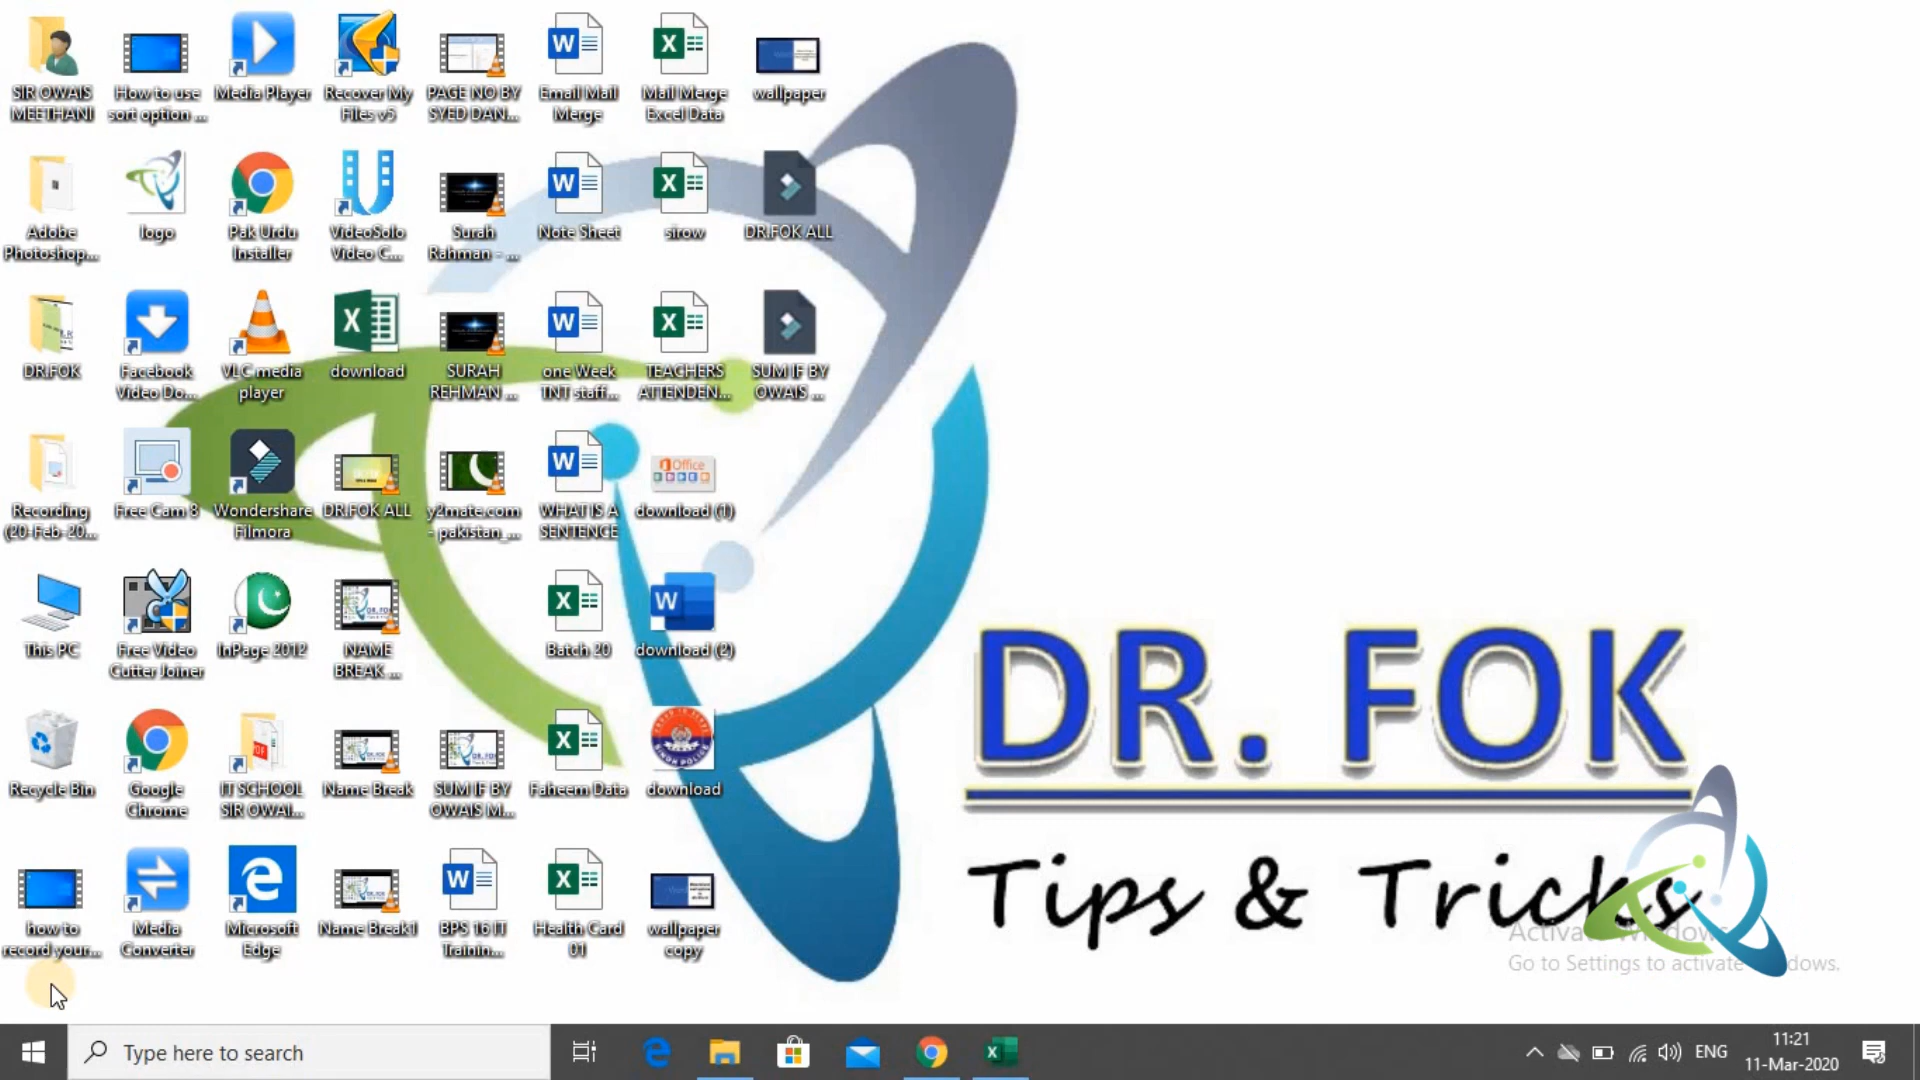 SIR OWAIS
MEETHANI
How to use
sort option ...
Media Player
Recover My
Files v5
PAGE NO BY
SYED DAN...
Email Mail
Merge
Mail Merge
Excel Data
wallpaper
Adobe
Photoshop...
logo
Pak Urdu
Installer
VideoSolo
Video C...
Surah
Rahman - ...
Note Sheet
sirow
DR.FOK ALL
DR.FOK
Facebook
Video Do...
VLC media
player
download
SURAH
REHMAN ...
one Week
TNT staff...
TEACHERS
ATTENDEN...
SUM IF BY
OWAIS ...
Recording
(20-Feb-20...
Free Cam 8
Wondershare
Filmora
DR.FOK ALL
y2mate.com
- pakistan_...
WHAT IS A
SENTENCE
download (1)
This PC
Free Video
Cutter Joiner
InPage 2012
NAME
BREAK ...
Batch 20
download (2)
Recycle Bin
Google
Chrome
IT SCHOOL
SIR OWAI...
Name Break
SUM IF BY
OWAIS M...
Faheem Data
download
how to
record your...
Media
Converter
Microsoft
Edge
Name Break1
BPS 16 IT
Trainin...
Health Card
01
wallpaper
copy
DR. FOK
Tips & Tricks
Activate Windows
Go to Settings to activate Windows.
Type here to search
ENG
11:21
11-Mar-2020